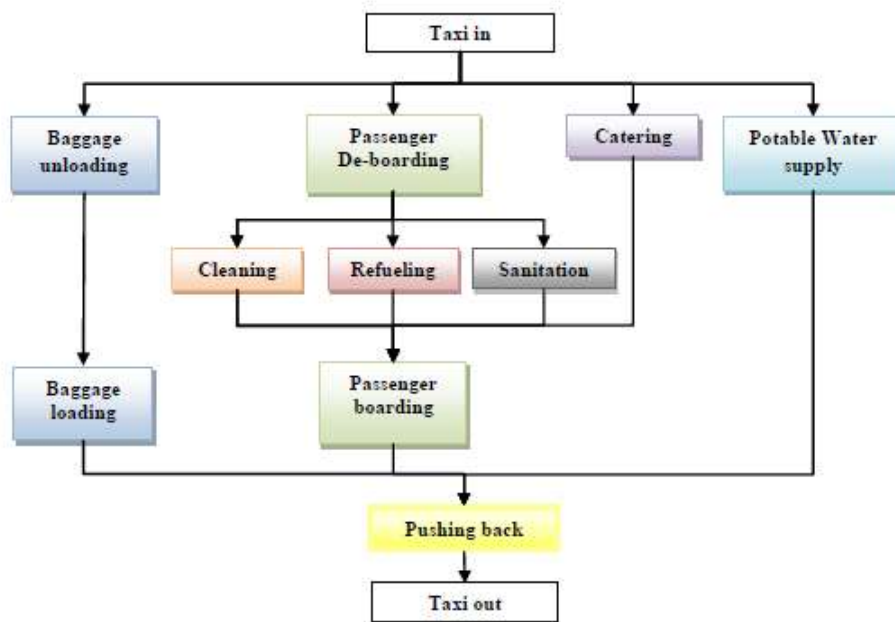 Taxi in
Baggage
unloading
Passenger
De-boarding
Catering
Potable Water
supply
Cleaning
Refueling
Sanitation
Baggage
loading
Passenger
boarding
Pushing back
Taxi out